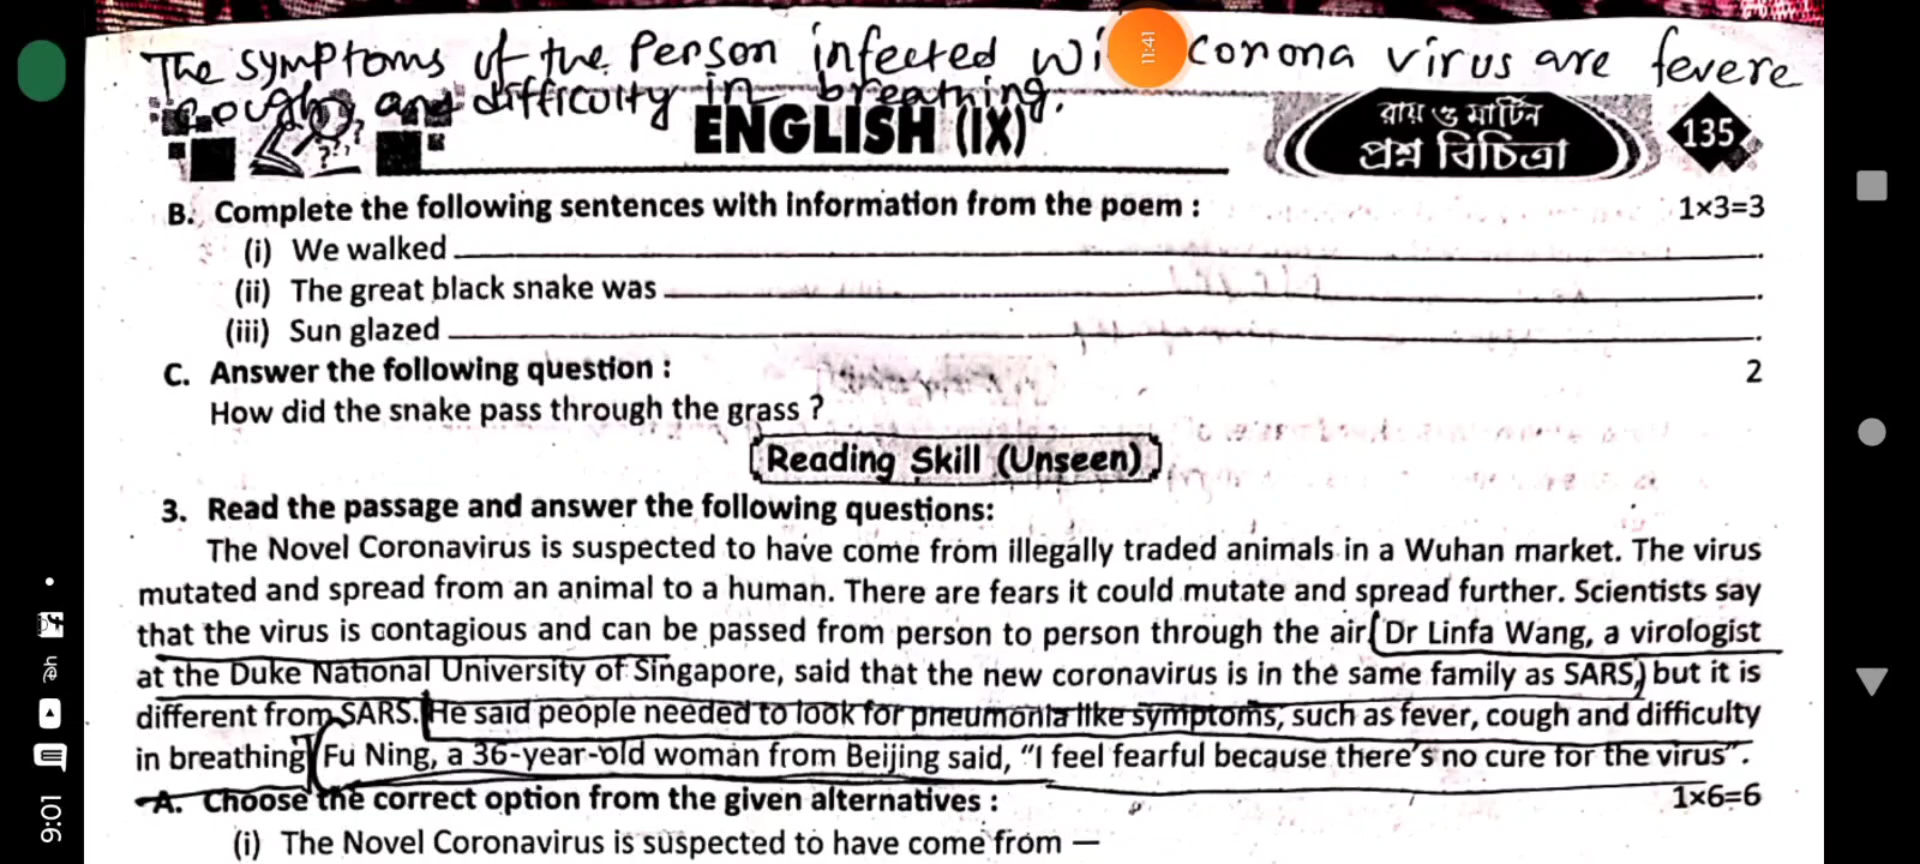 The symptoms of the Person infected wi corona virus are fevere
cough, and difficulty in breathing.
ENGLISH (IX)
রায় ও মার্টিন
প্রশ্ন বিচিত্রা
135
B. Complete the following sentences with information from the poem : 1×3=3
(i) We walked
(ii) The great black snake was
(iii) Sun glazed
C. Answer the following question : 2
How did the snake pass through the grass ?
Reading Skill (Unseen)
3. Read the passage and answer the following questions:
The Novel Coronavirus is suspected to have come from illegally traded animals in a Wuhan market. The virus
mutated and spread from an animal to a human. There are fears it could mutate and spread further. Scientists say
that the virus is contagious and can be passed from person to person through the air Dr Linfa Wang, a virologist
at the Duke National University of Singapore, said that the new coronavirus is in the same family as SARS, but it is
different from SARS. He said people needed to look for pneumonia like symptoms, such as fever, cough and difficulty
in breathing Fu Ning, a 36-year-old woman from Beijing said, “I feel fearful because there's no cure for the virus”.
A. Choose the correct option from the given alternatives : 1×6=6
(i) The Novel Coronavirus is suspected to have come from —
11:41
9:01